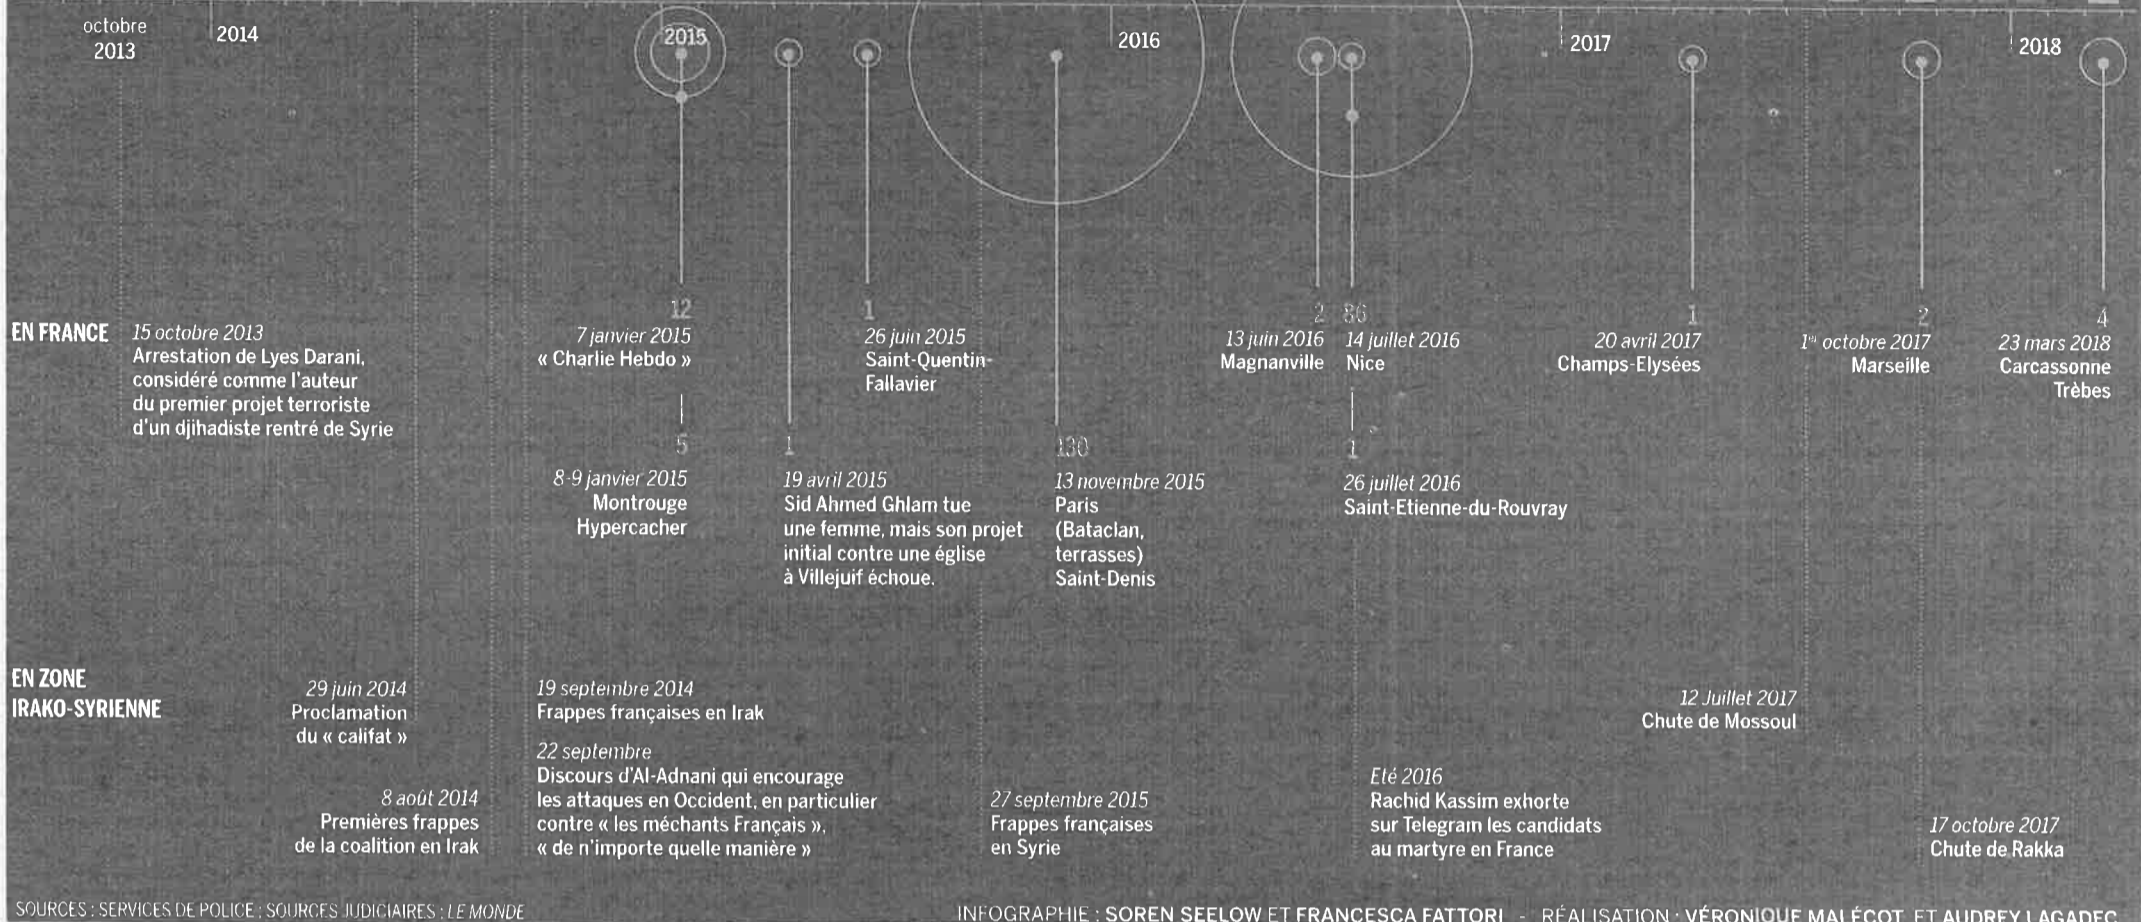 octobre
2013
2014
2015
2016
2017
2018
EN FRANCE
15 octobre 2013
Arrestation de Lyes Darani,
considéré comme l'auteur
du premier projet terroriste
d'un djihadiste rentré de Syrie
12
7 janvier 2015
« Charlie Hebdo »
5
8-9 janvier 2015
Montrouge
Hypercacher
1
19 avril 2015
Sid Ahmed Ghlam tue
une femme, mais son projet
initial contre une église
à Villejuif échoue.
1
26 juin 2015
Saint-Quentin-
Fallavier
130
13 novembre 2015
Paris
(Bataclan,
terrasses)
Saint-Denis
2
13 juin 2016
Magnanville
86
14 juillet 2016
Nice
1
26 juillet 2016
Saint-Etienne-du-Rouvray
1
20 avril 2017
Champs-Elysées
2
1er octobre 2017
Marseille
4
23 mars 2018
Carcassonne
Trèbes
EN ZONE
IRAKO-SYRIENNE
29 juin 2014
Proclamation
du « califat »
8 août 2014
Premières frappes
de la coalition en Irak
19 septembre 2014
Frappes françaises en Irak
22 septembre
Discours d'Al-Adnani qui encourage
les attaques en Occident, en particulier
contre « les méchants Français »,
« de n'importe quelle manière »
27 septembre 2015
Frappes françaises
en Syrie
Eté 2016
Rachid Kassim exhorte
sur Telegram les candidats
au martyre en France
12 Juillet 2017
Chute de Mossoul
17 octobre 2017
Chute de Rakka
SOURCES : SERVICES DE POLICE ; SOURCES JUDICIAIRES ; LE MONDE
INFOGRAPHIE : SOREN SEELOW ET FRANCESCA FATTORI - RÉALISATION : VÉRONIQUE MALÉCOT ET AUDREY LAGADEC